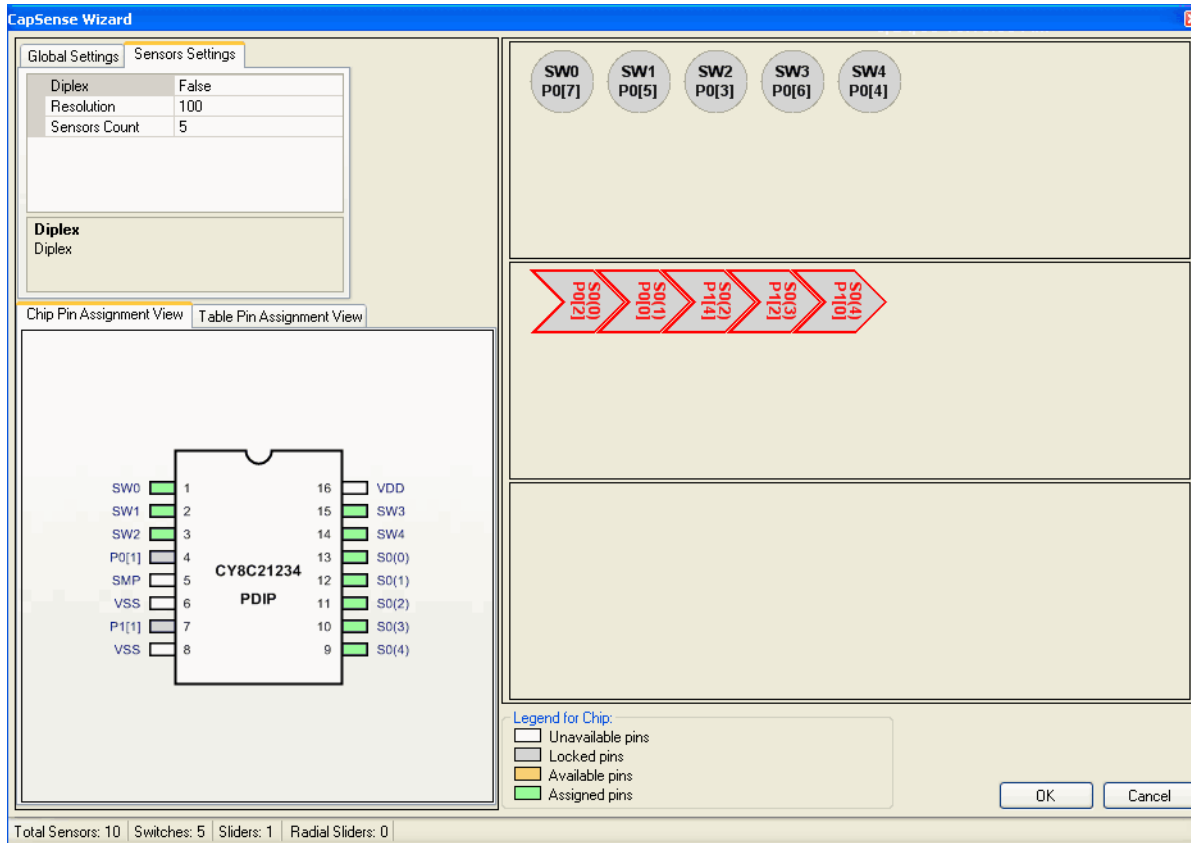 CapSense Wizard
Global Settings
Sensors Settings
Diplex False
Resolution 100
Sensors Count 5
Diplex
Diplex
Chip Pin Assignment View
Table Pin Assignment View
SW0 1
SW1 2
SW2 3
P0[1] 4
SMP 5
VSS 6
P1[1] 7
VSS 8
CY8C21234
PDIP
16 VDD
15 SW3
14 SW4
13 S0(0)
12 S0(1)
11 S0(2)
10 S0(3)
9 S0(4)
SW0
P0[7]
SW1
P0[5]
SW2
P0[3]
SW3
P0[6]
SW4
P0[4]
S0(0)
P0[2]
S0(1)
P0[0]
S0(2)
P1[4]
S0(3)
P1[2]
S0(4)
P1[0]
Legend for Chip:
Unavailable pins
Locked pins
Available pins
Assigned pins
OK
Cancel
Total Sensors: 10
Switches: 5
Sliders: 1
Radial Sliders: 0